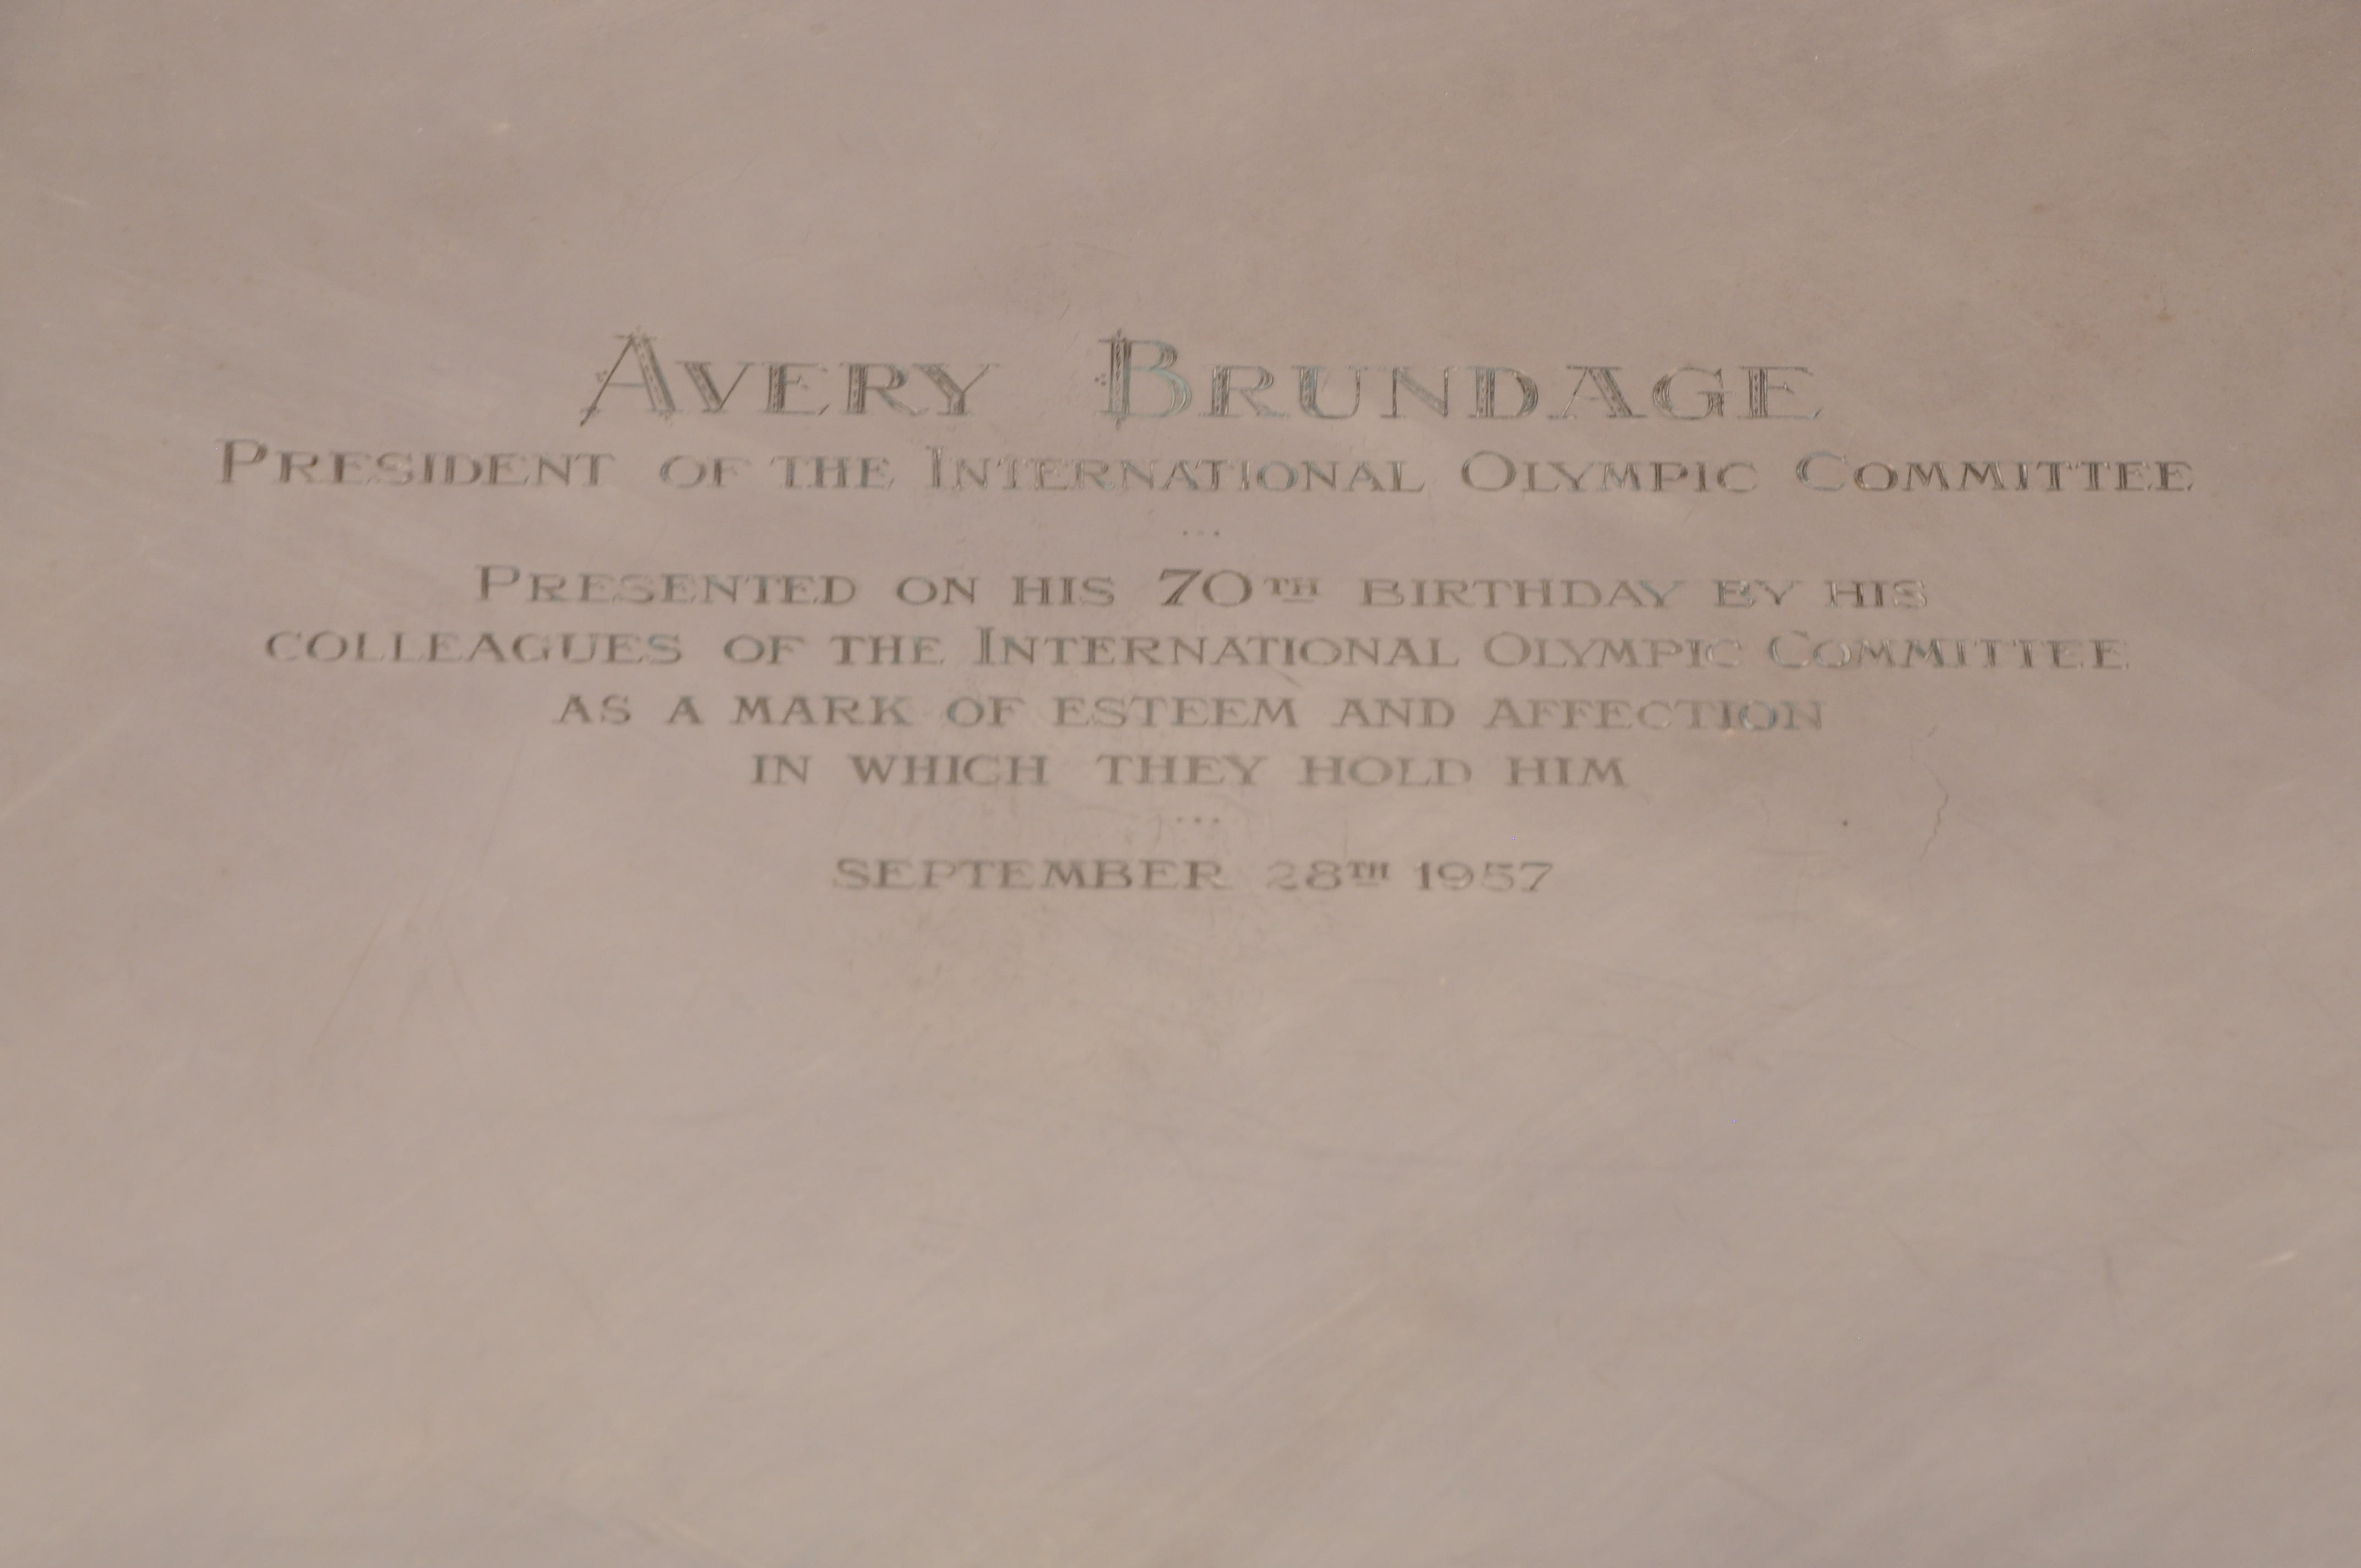 AVERY BRUNDAGE
PRESIDENT OF THE INTERNATIONAL OLYMPIC COMMITTEE
...
PRESENTED ON HIS 70TH BIRTHDAY BY HIS
COLLEAGUES OF THE INTERNATIONAL OLYMPIC COMMITTEE
AS A MARK OF ESTEEM AND AFFECTION
IN WHICH THEY HOLD HIM
...
SEPTEMBER 28TH 1957